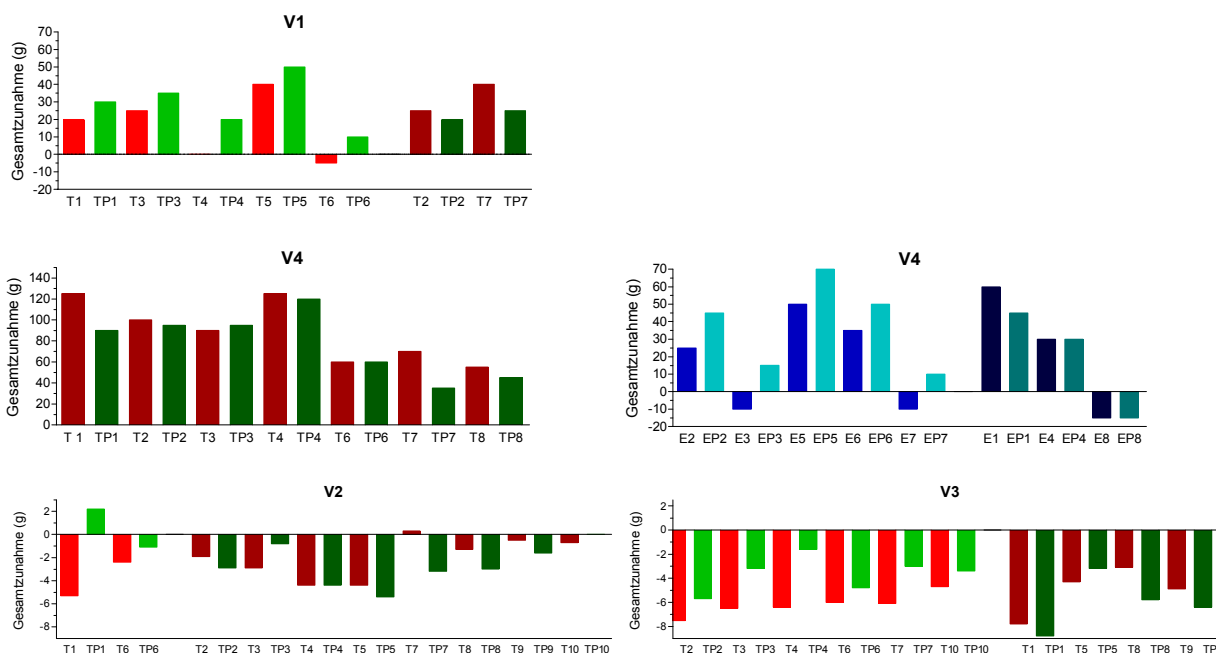 V1
Gesamtzunahme (g)
70
60
50
40
30
20
10
0
-10
-20
T1 TP1 T3 TP3 T4 TP4 T5 TP5 T6 TP6 T2 TP2 T7 TP7
V4
Gesamtzunahme (g)
140
120
100
80
60
40
20
0
T 1 TP1 T2 TP2 T3 TP3 T4 TP4 T6 TP6 T7 TP7 T8 TP8
V4
Gesamtzunahme (g)
70
60
50
40
30
20
10
0
-10
-20
E2 EP2 E3 EP3 E5 EP5 E6 EP6 E7 EP7 E1 EP1 E4 EP4 E8 EP8
V2
Gesamtzunahme (g)
2
0
-2
-4
-6
-8
T1 TP1 T6 TP6 T2 TP2 T3 TP3 T4 TP4 T5 TP5 T7 TP7 T8 TP8 T9 TP9 T10 TP10
V3
Gesamtzunahme (g)
2
0
-2
-4
-6
-8
T2 TP2 T3 TP3 T4 TP4 T6 TP6 T7 TP7 T10 TP10 T1 TP1 T5 TP5 T8 TP8 T9 TP